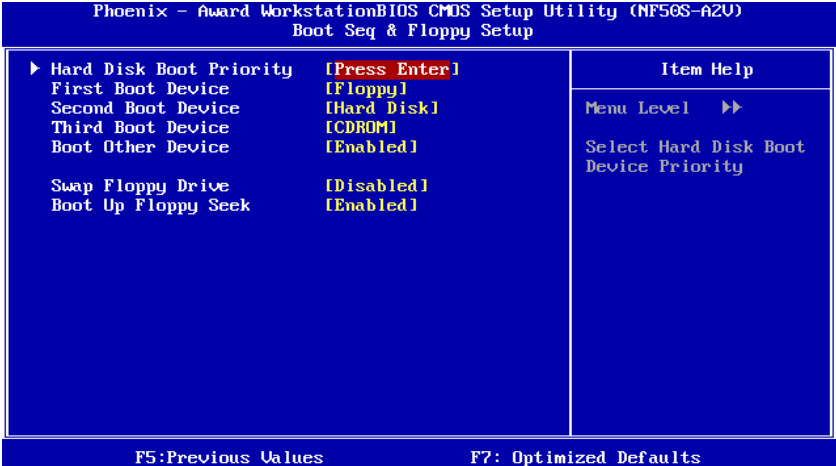 Phoenix - Award WorkstationBIOS CMOS Setup Utility (NF50S-A2V)
Boot Seq & Floppy Setup
Hard Disk Boot Priority [Press Enter]
First Boot Device [Floppy]
Second Boot Device [Hard Disk]
Third Boot Device [CDROM]
Boot Other Device [Enabled]
Swap Floppy Drive [Disabled]
Boot Up Floppy Seek [Enabled]
Item Help
Menu Level
Select Hard Disk Boot
Device Priority
F5:Previous Values F7: Optimized Defaults